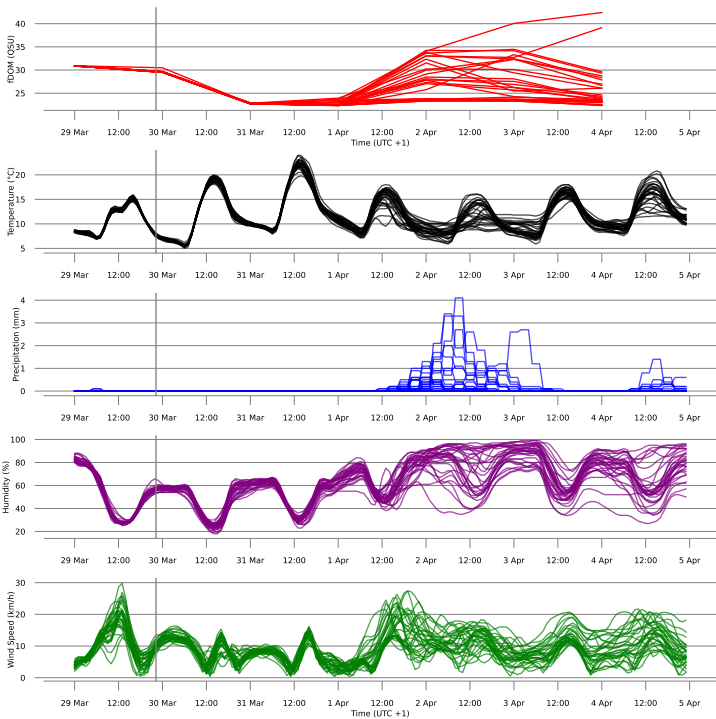 fDOM (QSU)
40
35
30
25
29 Mar 12:00 30 Mar 12:00 31 Mar 12:00 1 Apr 12:00 2 Apr 12:00 3 Apr 12:00 4 Apr 12:00 5 Apr
Time (UTC +1)
Temperature (°C)
20
15
10
5
29 Mar 12:00 30 Mar 12:00 31 Mar 12:00 1 Apr 12:00 2 Apr 12:00 3 Apr 12:00 4 Apr 12:00 5 Apr
Precipitation (mm)
4
3
2
1
0
29 Mar 12:00 30 Mar 12:00 31 Mar 12:00 1 Apr 12:00 2 Apr 12:00 3 Apr 12:00 4 Apr 12:00 5 Apr
Humidity (%)
100
80
60
40
20
29 Mar 12:00 30 Mar 12:00 31 Mar 12:00 1 Apr 12:00 2 Apr 12:00 3 Apr 12:00 4 Apr 12:00 5 Apr
Wind Speed (km/h)
30
20
10
0
29 Mar 12:00 30 Mar 12:00 31 Mar 12:00 1 Apr 12:00 2 Apr 12:00 3 Apr 12:00 4 Apr 12:00 5 Apr
Time (UTC +1)